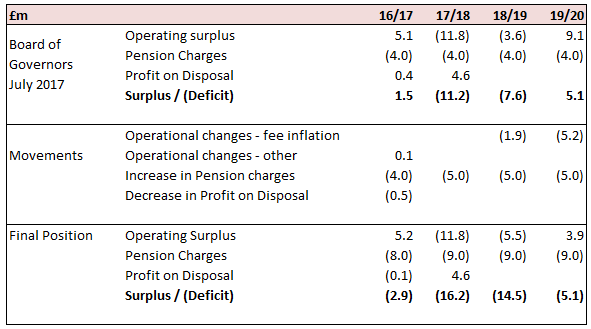 £m 16/17 17/18 18/19 19/20
Board of Governors July 2017
Operating surplus 5.1 (11.8) (3.6) 9.1
Pension Charges (4.0) (4.0) (4.0) (4.0)
Profit on Disposal 0.4 4.6
Surplus / (Deficit) 1.5 (11.2) (7.6) 5.1
Movements
Operational changes - fee inflation (1.9) (5.2)
Operational changes - other 0.1
Increase in Pension charges (4.0) (5.0) (5.0) (5.0)
Decrease in Profit on Disposal (0.5)
Final Position Operating Surplus 5.2 (11.8) (5.5) 3.9
Pension Charges (8.0) (9.0) (9.0) (9.0)
Profit on Disposal (0.1) 4.6
Surplus / (Deficit) (2.9) (16.2) (14.5) (5.1)